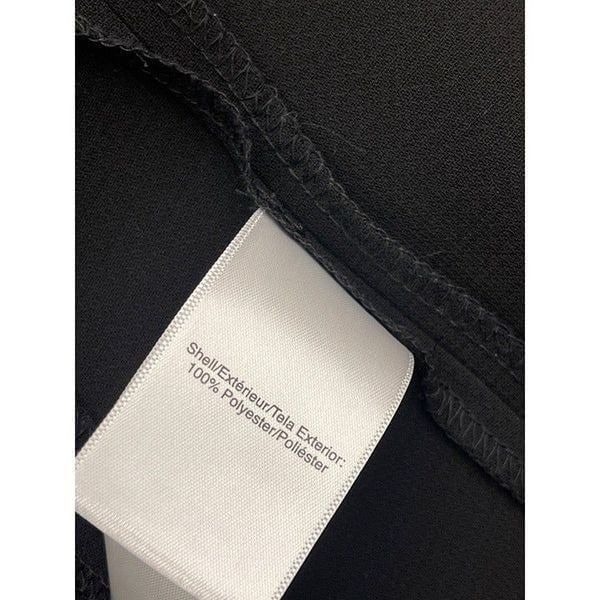 Shell/Extérieur/Tela Exterior:
100% Polyester/Poliéster